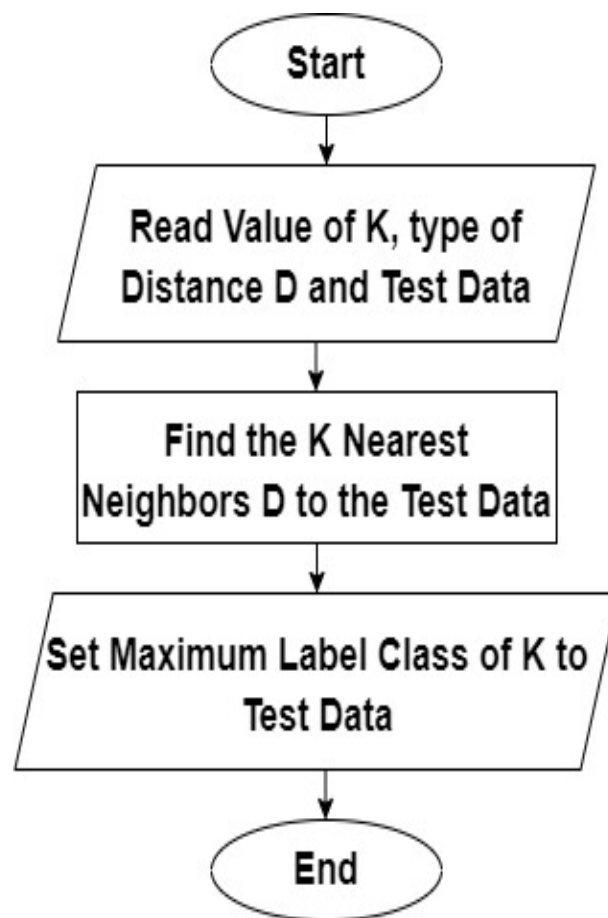 Start
Read Value of K, type of
Distance D and Test Data
Find the K Nearest
Neighbors D to the Test Data
Set Maximum Label Class of K to
Test Data
End